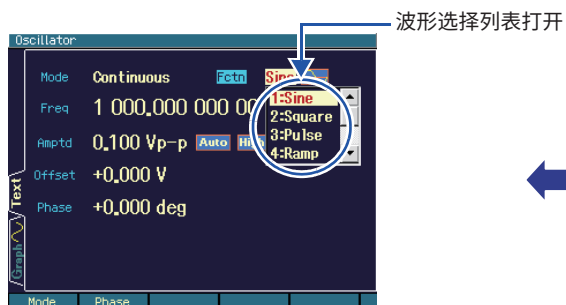 波形选择列表打开
Oscillator
Mode Continuous Fctn Sine
Freq 1 000.000 000 00
1:Sine
2:Square
3:Pulse
4:Ramp
Amptd 0.100 Vp-p Auto High
Offset +0.000 V
Phase +0.000 deg
Text
Graph
Mode Phase